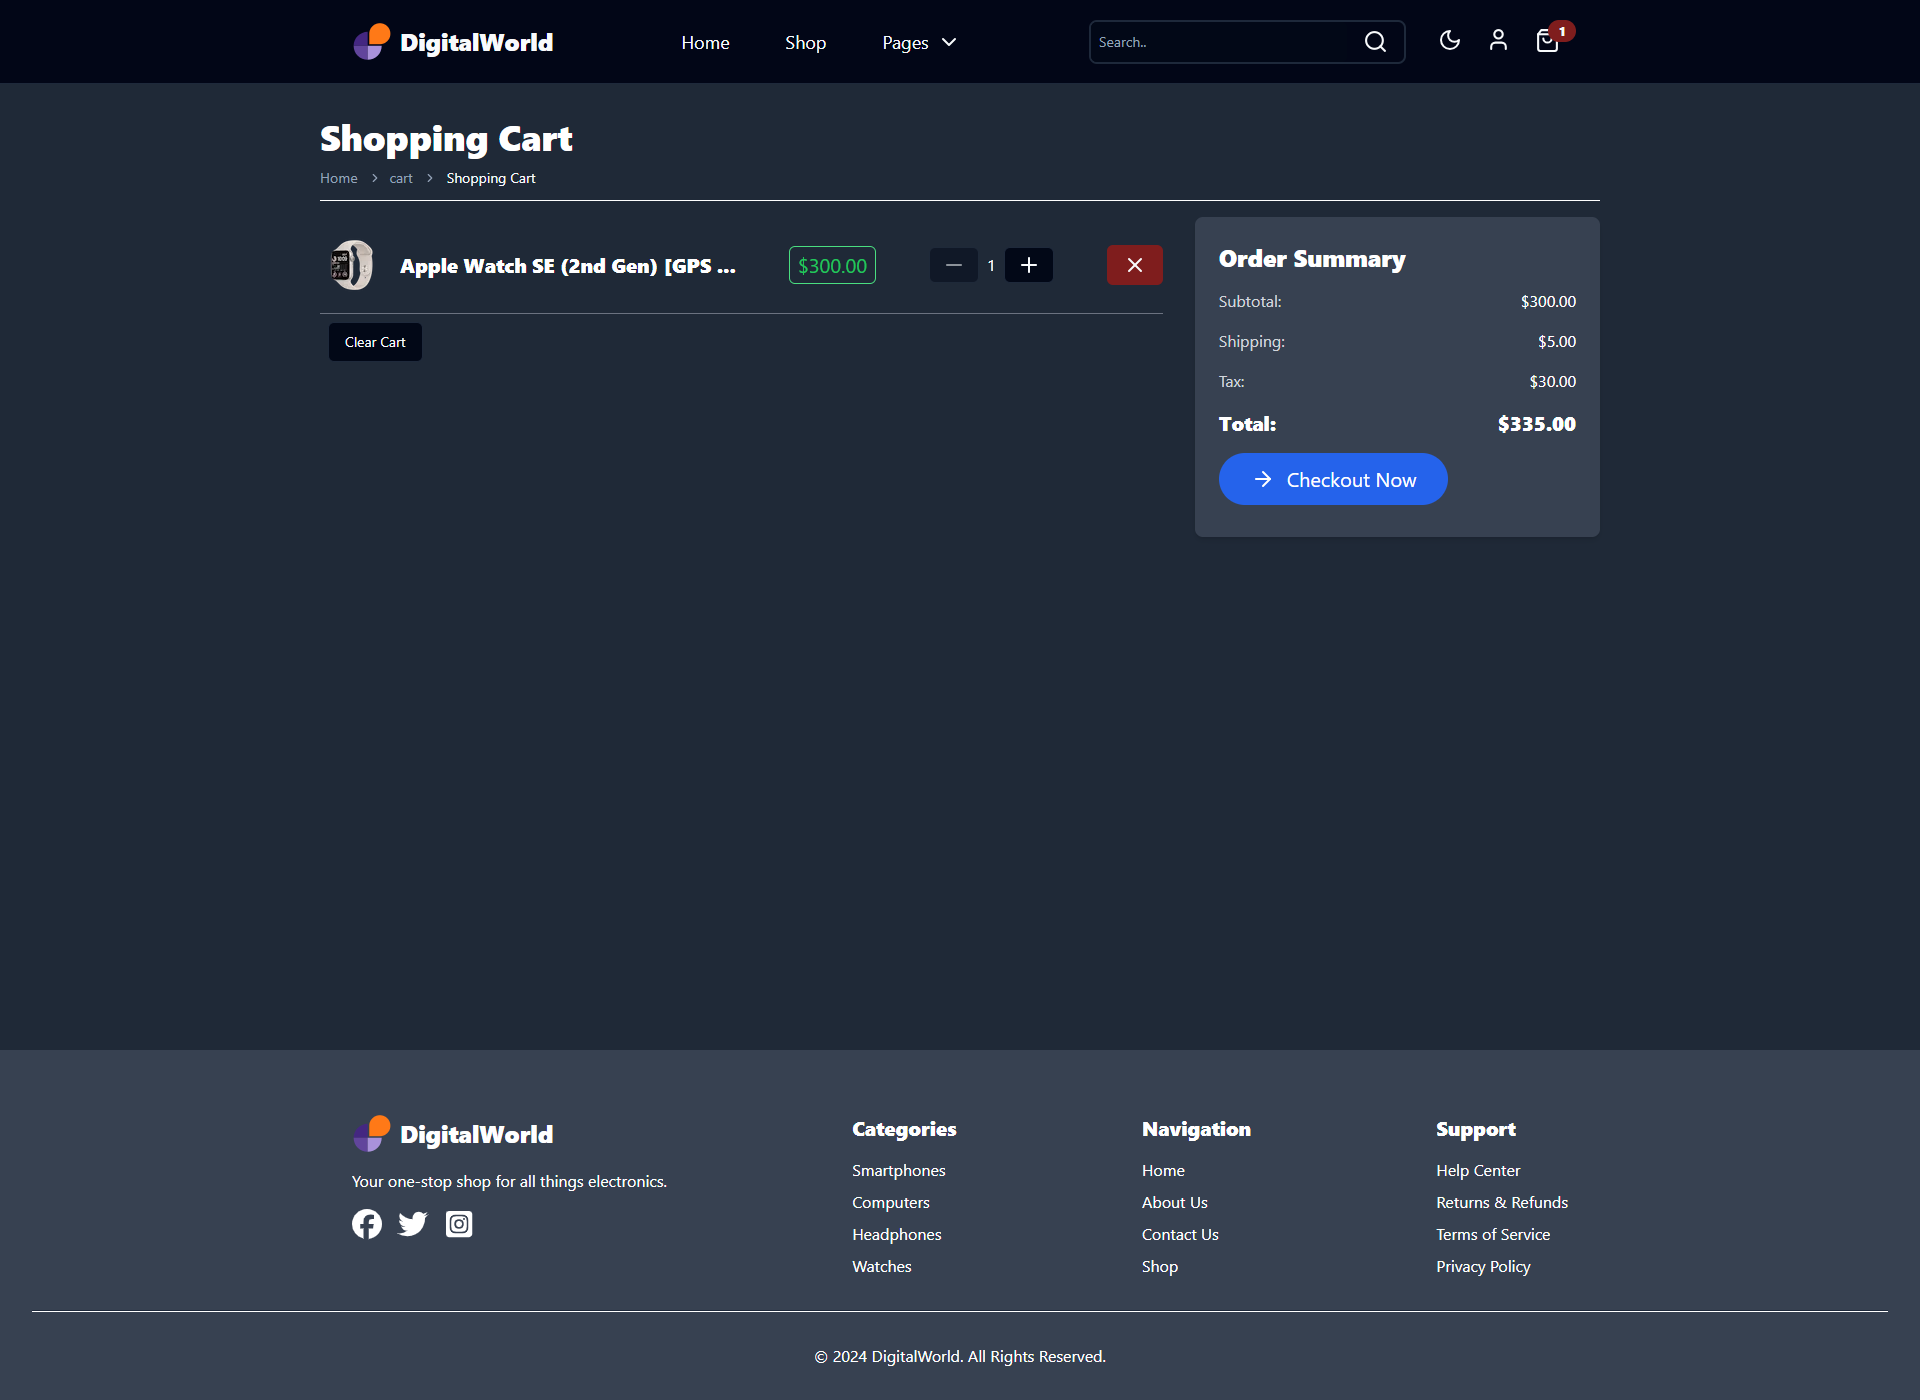 DigitalWorld
Home
Shop
Pages
Search..
1
Shopping Cart
Home
cart
Shopping Cart
Apple Watch SE (2nd Gen) [GPS ...
$300.00
1
Clear Cart
Order Summary
Subtotal: $300.00
Shipping: $5.00
Tax: $30.00
Total: $335.00
Checkout Now
DigitalWorld
Your one-stop shop for all things electronics.
Categories
Smartphones
Computers
Headphones
Watches
Navigation
Home
About Us
Contact Us
Shop
Support
Help Center
Returns & Refunds
Terms of Service
Privacy Policy
© 2024 DigitalWorld. All Rights Reserved.